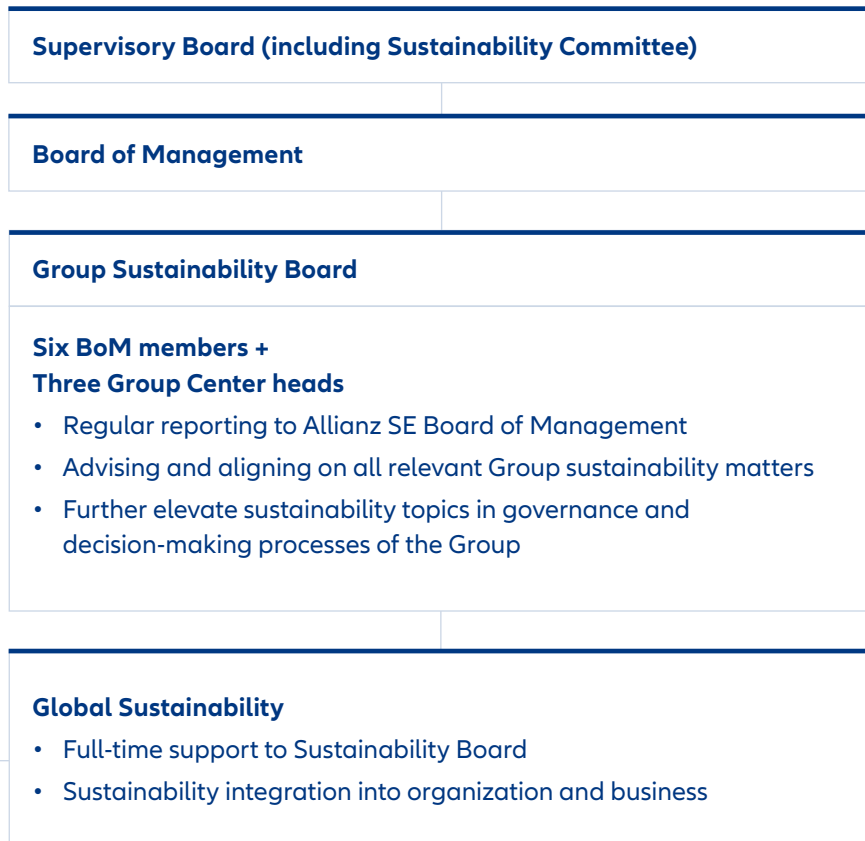 Supervisory Board (including Sustainability Committee)
Board of Management
Group Sustainability Board
Six BoM members +
Three Group Center heads
• Regular reporting to Allianz SE Board of Management
• Advising and aligning on all relevant Group sustainability matters
• Further elevate sustainability topics in governance and
decision-making processes of the Group
Global Sustainability
• Full-time support to Sustainability Board
• Sustainability integration into organization and business